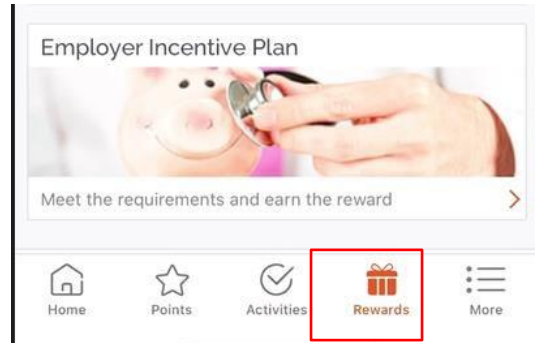 Employer Incentive Plan
Meet the requirements and earn the reward
Home Points Activities Rewards More